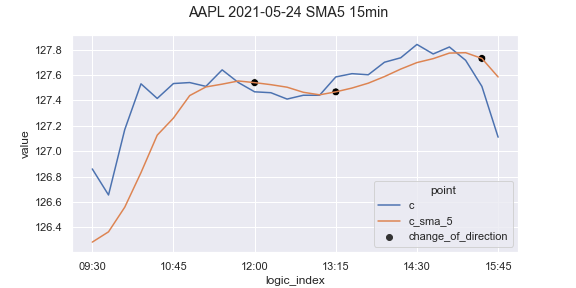 AAPL 2021-05-24 SMA5 15min
127.8
127.6
127.4
127.2
127.0
126.8
126.6
126.4
value
point
c
c_sma_5
change_of_direction
09:30 10:45 12:00 13:15 14:30 15:45
logic_index